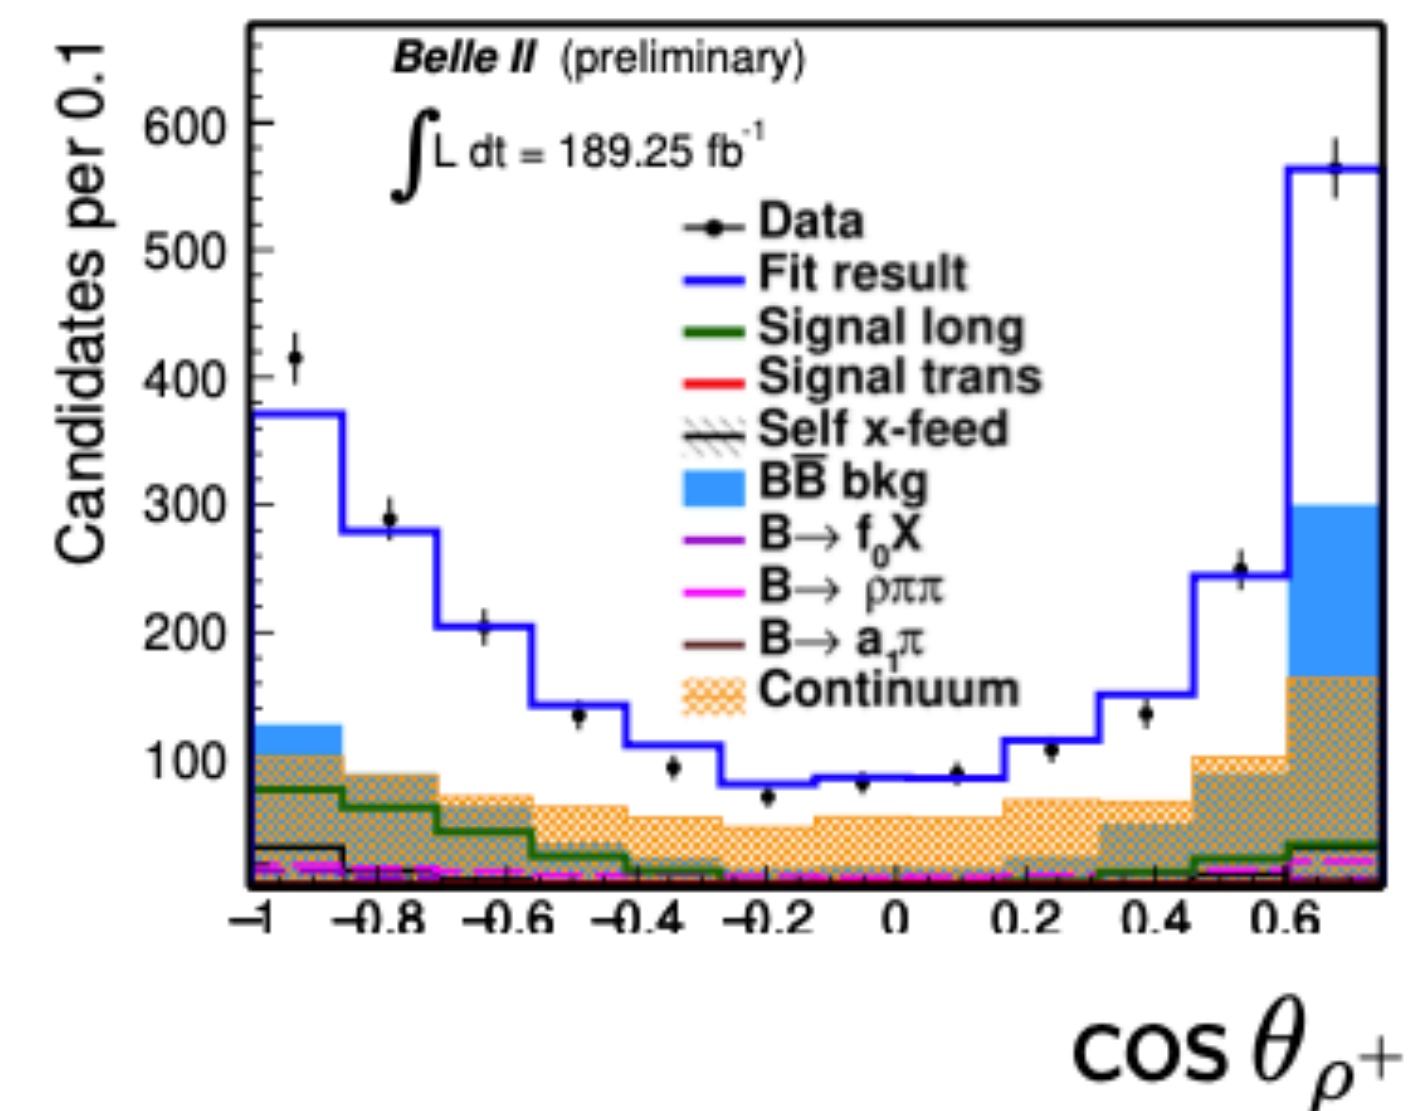 Candidates per 0.1
Belle II (preliminary)
∫L dt = 189.25 fb⁻¹
600
500
400
300
200
100
Data
Fit result
Signal long
Signal trans
Self x-feed
BB̅ bkg
B→ f₀X
B→ ρππ
B→ a₁π
Continuum
−1 −0.8 −0.6 −0.4 −0.2 0 0.2 0.4 0.6
cos θρ⁺